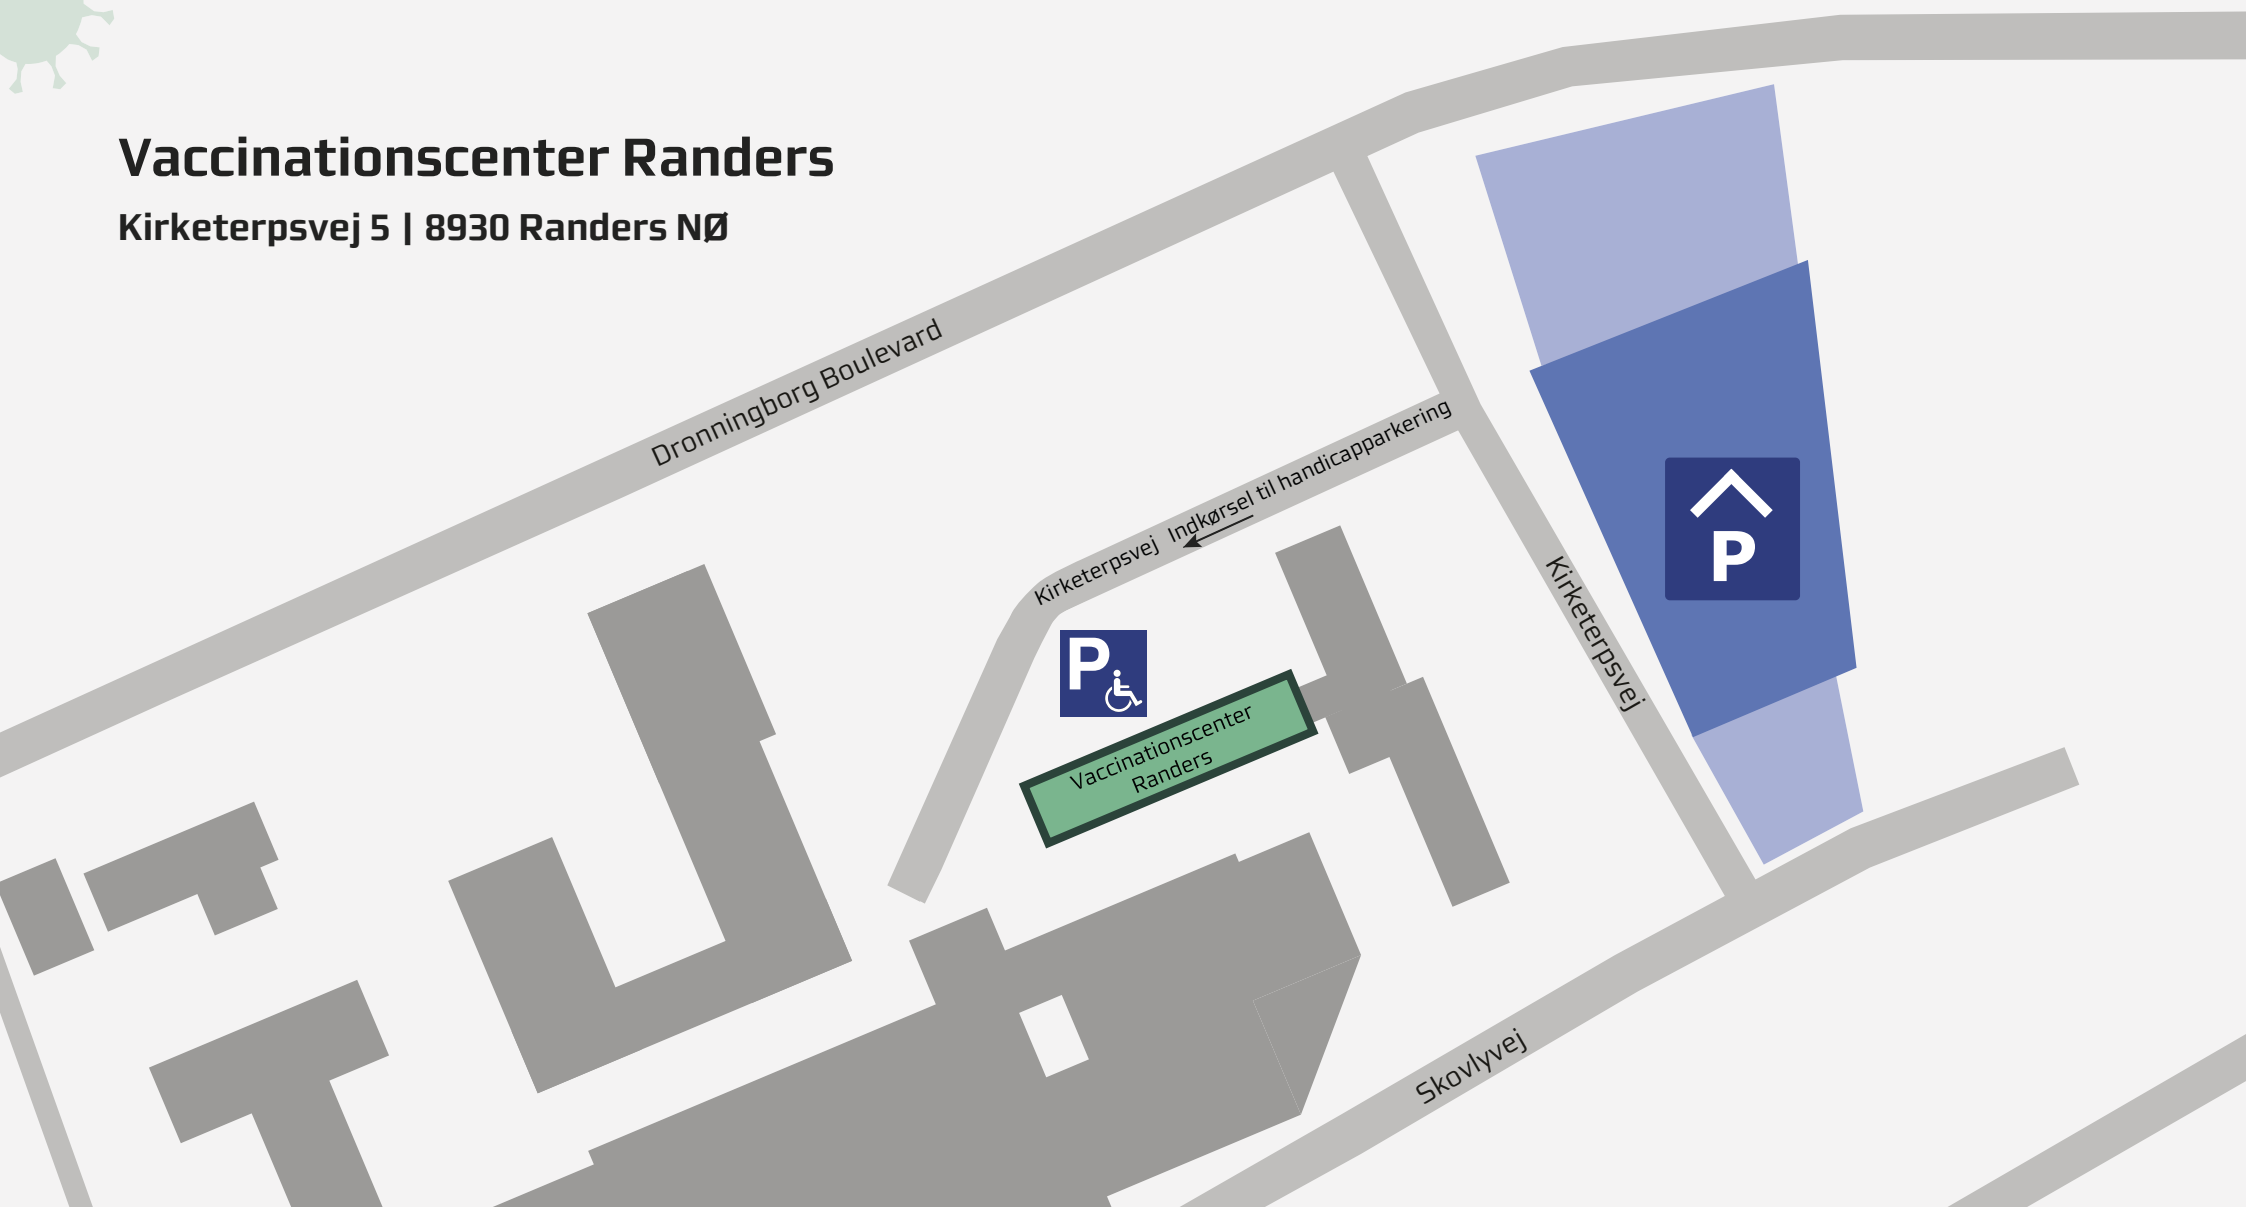 Vaccinationscenter Randers
Kirketerpsvej 5 | 8930 Randers NØ
Dronningborg Boulevard
Kirketerpsvej Indkørsel til handicapparkering
P
Kirketerpsvej
P
Vaccinationscenter
Randers
Skovlyvej